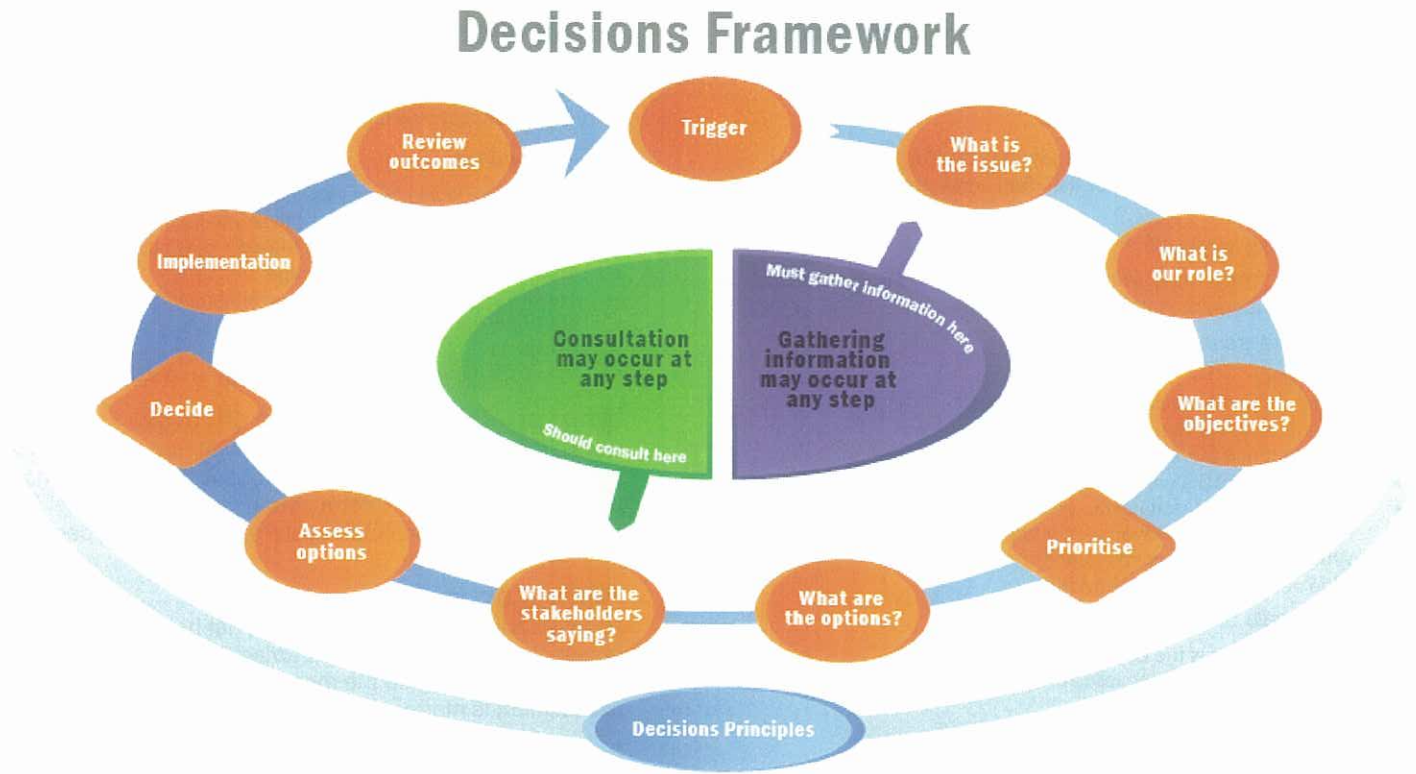 Decisions Framework
Trigger
What is
the issue?
What is
our role?
What are the
objectives?
Prioritise
What are
the options?
What are the
stakeholders
saying?
Assess
options
Decide
Implementation
Review
outcomes
Consultation
may occur at
any step
Should consult here
Must gather information here
Gathering
information
may occur at
any step
Decisions Principles